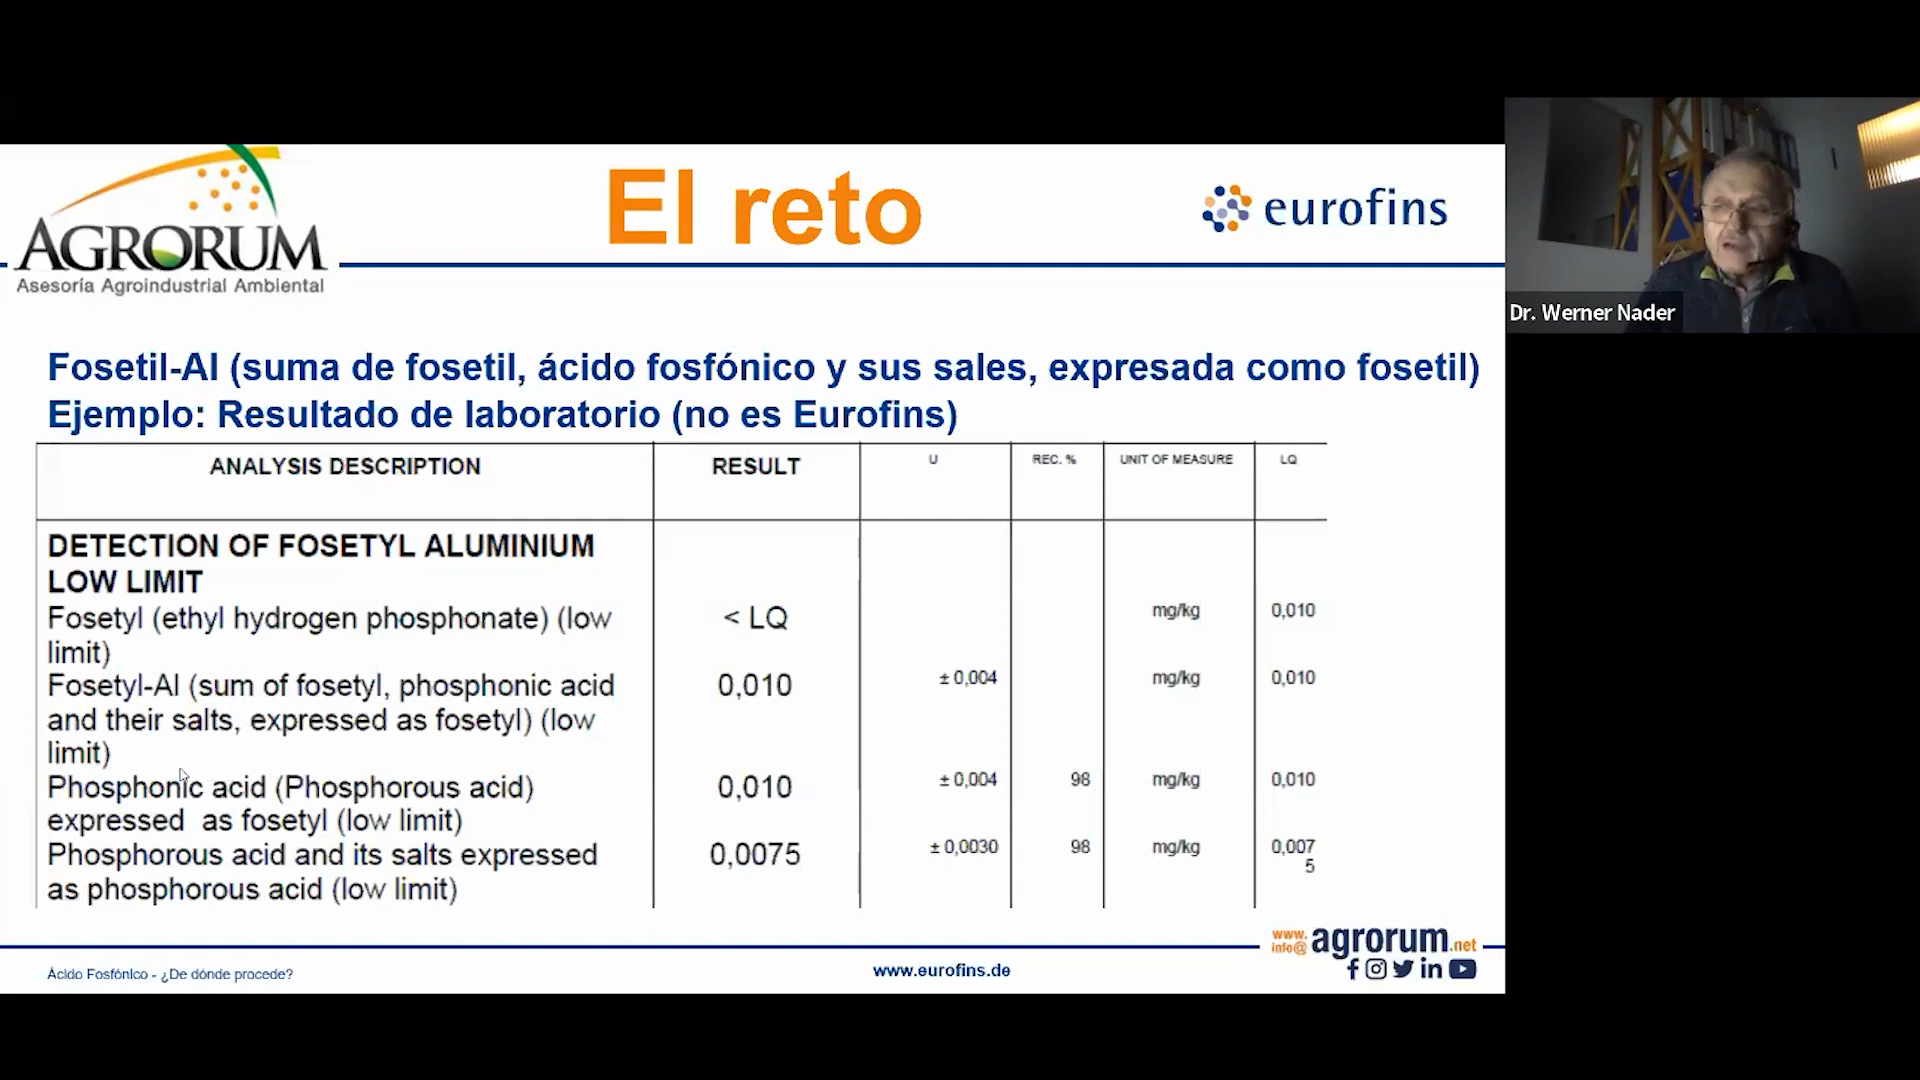 AGRORUM
Asesoría Agroindustrial Ambiental
El reto
eurofins
Dr. Werner Nader
Fosetil-Al (suma de fosetil, ácido fosfónico y sus sales, expresada como fosetil)
Ejemplo: Resultado de laboratorio (no es Eurofins)
ANALYSIS DESCRIPTION RESULT U REC. % UNIT OF MEASURE LQ
DETECTION OF FOSETYL ALUMINIUM
LOW LIMIT
Fosetyl (ethyl hydrogen phosphonate) (low < LQ mg/kg 0,010
limit)
Fosetyl-Al (sum of fosetyl, phosphonic acid 0,010 ± 0,004 mg/kg 0,010
and their salts, expressed as fosetyl) (low
limit)
Phosphonic acid (Phosphorous acid) 0,010 ± 0,004 98 mg/kg 0,010
expressed as fosetyl (low limit)
Phosphorous acid and its salts expressed 0,0075 ± 0,0030 98 mg/kg 0,007
5
as phosphorous acid (low limit)
www.
info@ agrorum.net
Ácido Fosfónico - ¿De dónde procede?
www.eurofins.de